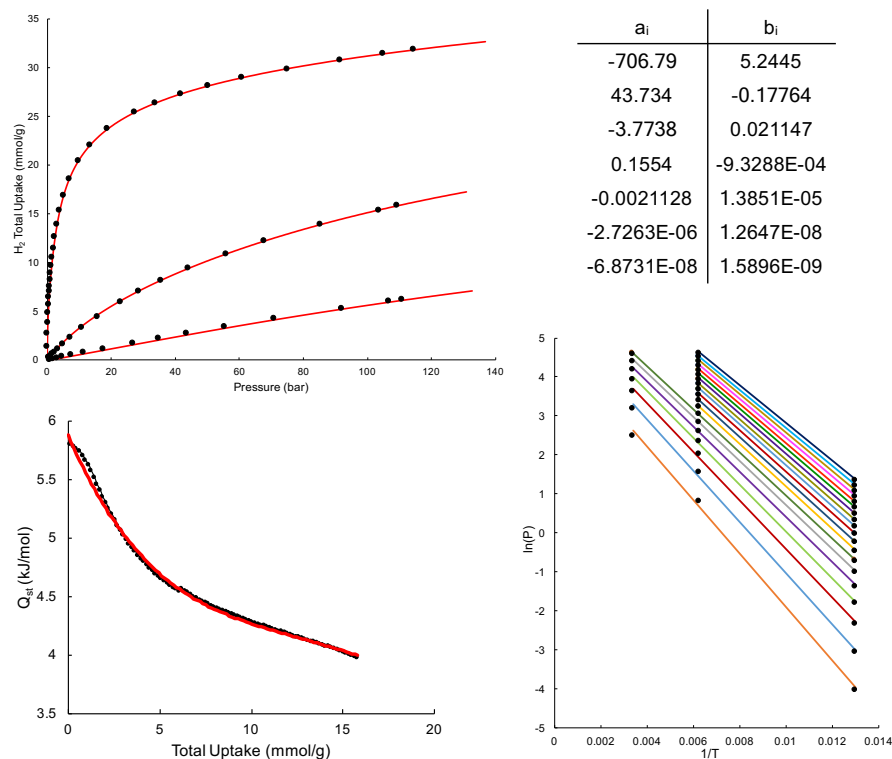 35
30
25
20
15
10
5
0
H₂ Total Uptake (mmol/g)
0 20 40 60 80 100 120 140
Pressure (bar)
aᵢ bᵢ
-706.79 5.2445
43.734 -0.17764
-3.7738 0.021147
0.1554 -9.3288E-04
-0.0021128 1.3851E-05
-2.7263E-06 1.2647E-08
-6.8731E-08 1.5896E-09
6
5.5
5
4.5
4
3.5
Qst (kJ/mol)
0 5 10 15 20
Total Uptake (mmol/g)
5
4
3
2
1
0
-1
-2
-3
-4
-5
ln(P)
0 0.002 0.004 0.006 0.008 0.01 0.012 0.014
1/T